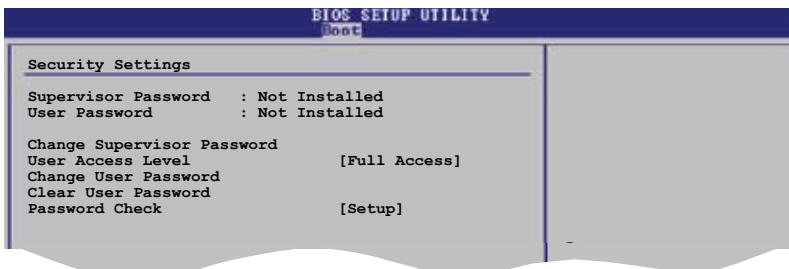 BIOS SETUP UTILITY
Boot
Security Settings
Supervisor Password : Not Installed
User Password : Not Installed
Change Supervisor Password
User Access Level [Full Access]
Change User Password
Clear User Password
Password Check [Setup]